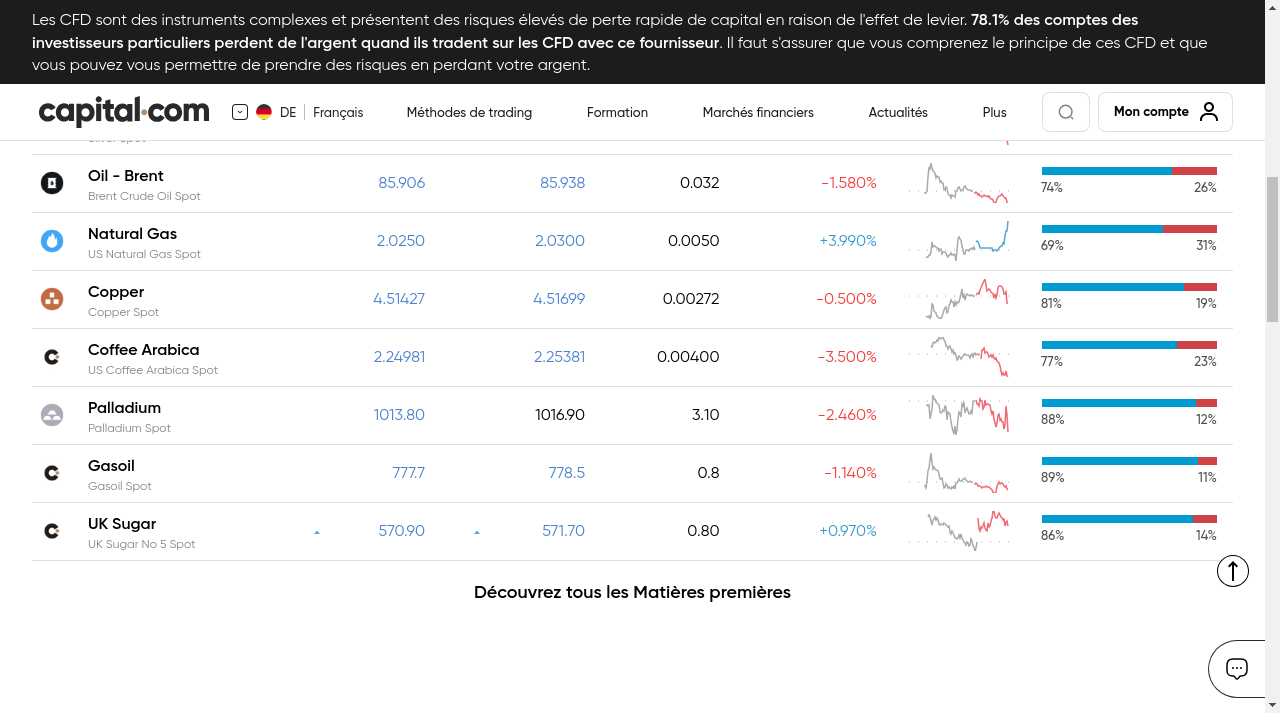 Les CFD sont des instruments complexes et présentent des risques élevés de perte rapide de capital en raison de l'effet de levier. 78.1% des comptes des
investisseurs particuliers perdent de l'argent quand ils tradent sur les CFD avec ce fournisseur. Il faut s'assurer que vous comprenez le principe de ces CFD et que
vous pouvez vous permettre de prendre des risques en perdant votre argent.
capital.com DE Français Méthodes de trading Formation Marchés financiers Actualités Plus Mon compte
Oil - Brent 85.906 85.938 0.032 -1.580%
Brent Crude Oil Spot 74% 26%
Natural Gas 2.0250 2.0300 0.0050 +3.990%
US Natural Gas Spot 69% 31%
Copper 4.51427 4.51699 0.00272 -0.500%
Copper Spot 81% 19%
Coffee Arabica 2.24981 2.25381 0.00400 -3.500%
US Coffee Arabica Spot 77% 23%
Palladium 1013.80 1016.90 3.10 -2.460%
Palladium Spot 88% 12%
Gasoil 777.7 778.5 0.8 -1.140%
Gasoil Spot 89% 11%
UK Sugar 570.90 571.70 0.80 +0.970%
UK Sugar No 5 Spot 86% 14%
Découvrez tous les Matières premières